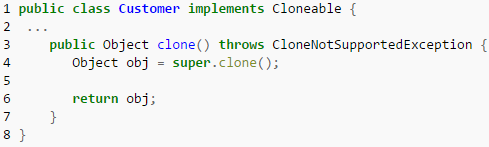 1 public class Customer implements Cloneable {
2  ...
3    public Object clone() throws CloneNotSupportedException {
4       Object obj = super.clone();
5
6       return obj;
7    }
8 }